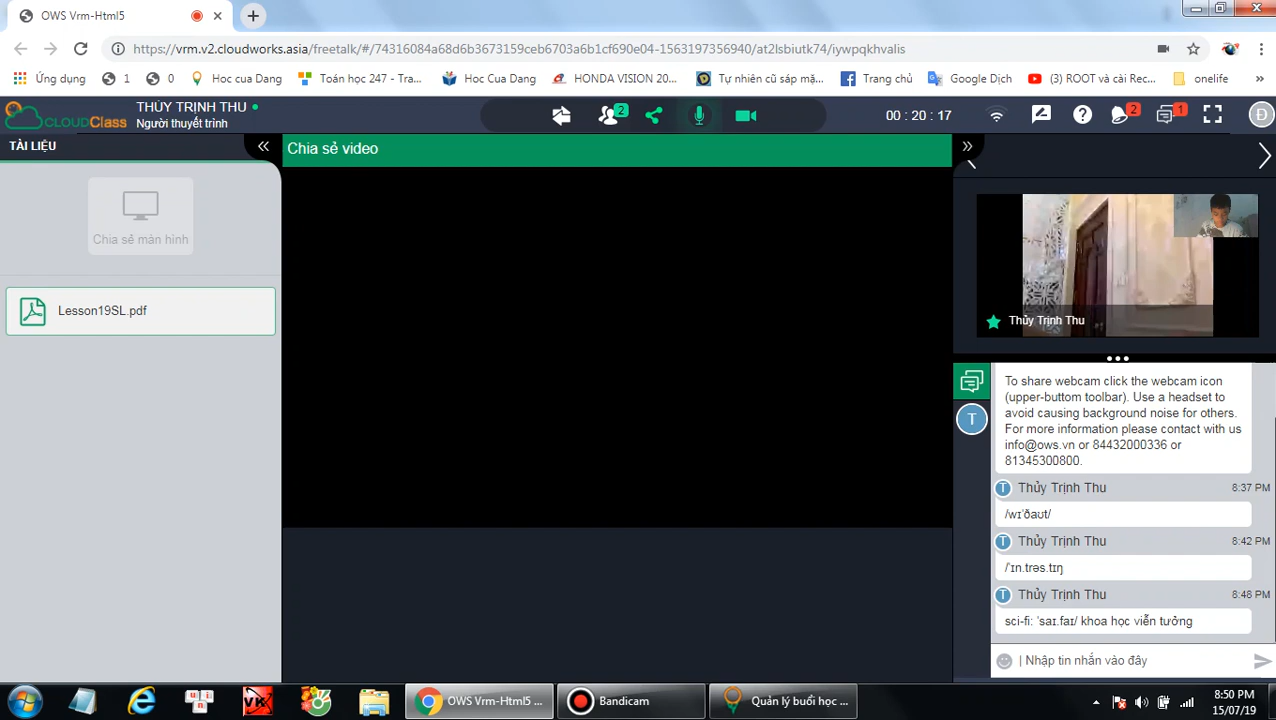 OWS Vrm-Html5
https://vrm.v2.cloudworks.asia/freetalk/#/74316084a68d6b3673159ceb6703a6b1cf690e04-1563197356940/at2lsbiutk74/iywpqkhvalis
Ứng dụng
1
0
Hoc cua Dang
Toán học 247 - Tra...
Học Cua Dang
HONDA VISION 20...
Tự nhiên cũ sáp mậ...
Trang chủ
Google Dịch
(3) ROOT và cài Rec...
onelife
»
CLOUDClass
THỦY TRỊNH THU
Người thuyết trình
2
00 : 20 : 17
2
1
Đ
TÀI LIỆU
Chia sẻ màn hình
Lesson19SL.pdf
Chia sẻ video
Thủy Trịnh Thu
To share webcam click the webcam icon
(upper-buttom toolbar). Use a headset to
avoid causing background noise for others.
For more information please contact with us
info@ows.vn or 84432000336 or
81345300800.
T
T Thủy Trịnh Thu 8:37 PM
/wɪˈðaʊt/
T Thủy Trịnh Thu 8:42 PM
/ˈɪn.trəs.tɪŋ
T Thủy Trịnh Thu 8:48 PM
sci-fi: ˈsaɪ.faɪ/ khoa học viễn tưởng
Nhập tin nhắn vào đây
OWS Vrm-Html5 ...
Bandicam
Quản lý buổi học ...
8:50 PM
15/07/19